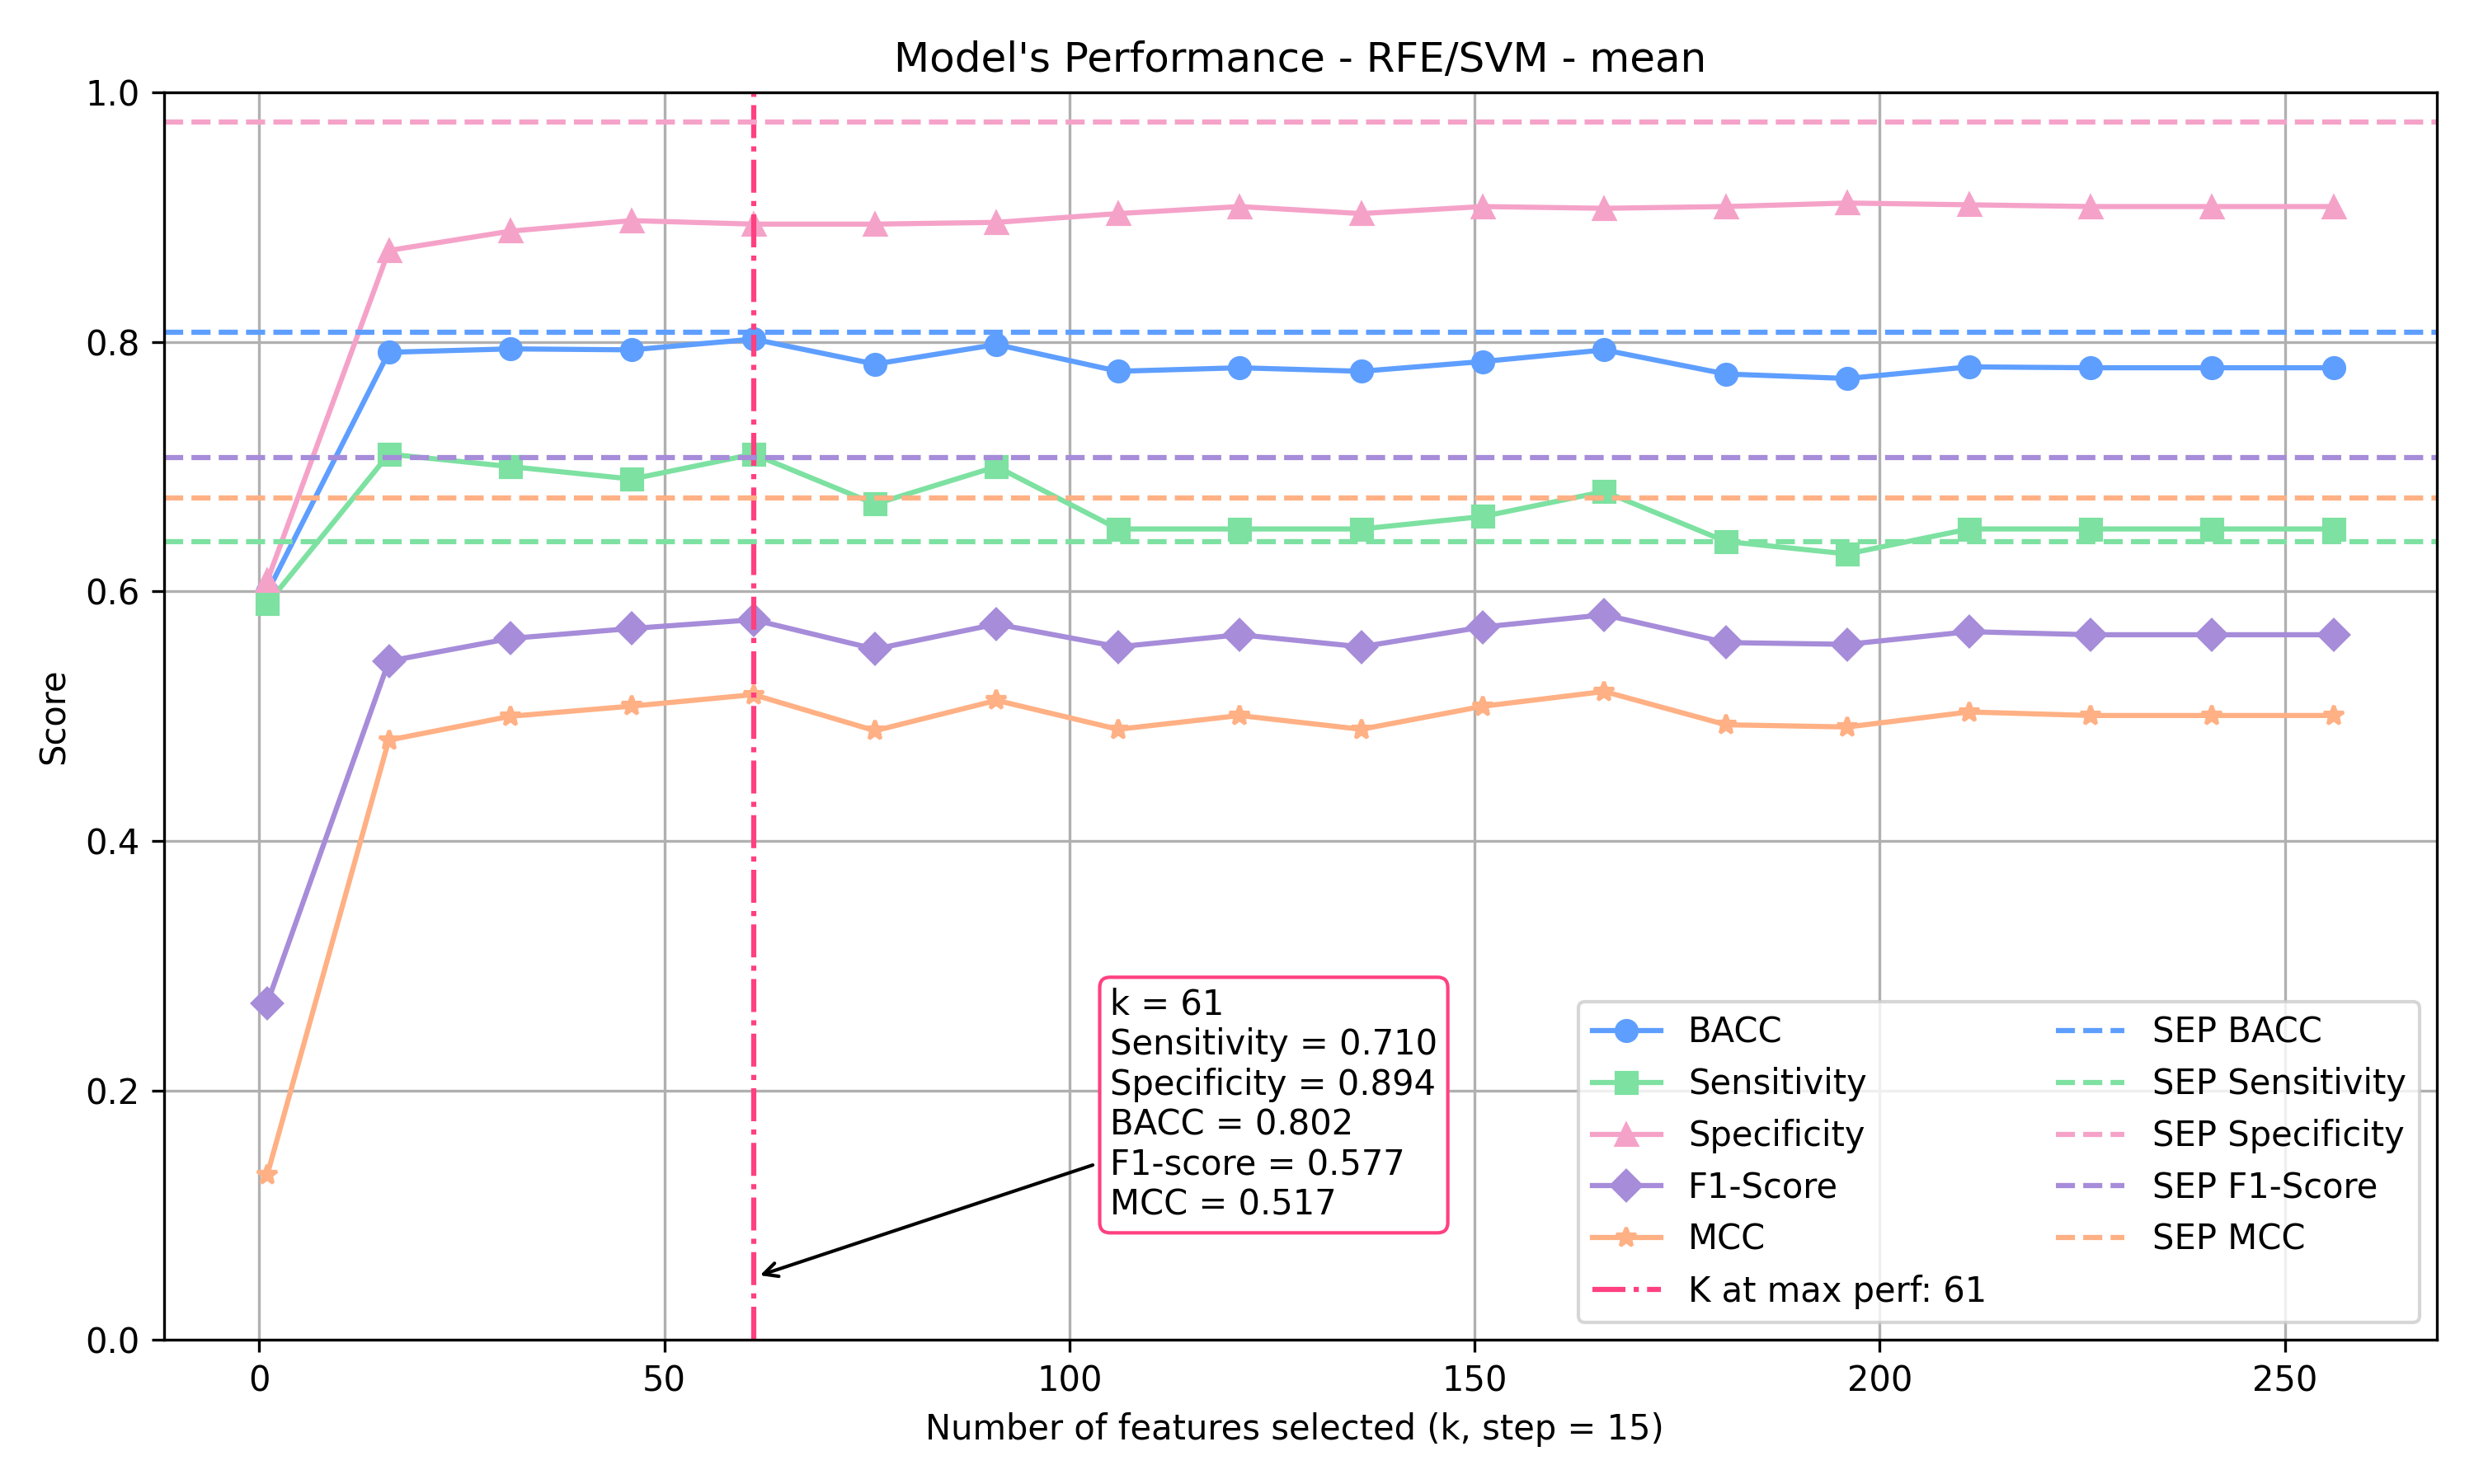 Model's Performance - RFE/SVM - mean
1.0
0.8
0.6
0.4
0.2
0.0
Score
0
50
100
150
200
250
Number of features selected (k, step = 15)
k = 61
Sensitivity = 0.710
Specificity = 0.894
BACC = 0.802
F1-score = 0.577
MCC = 0.517
BACC
Sensitivity
Specificity
F1-Score
MCC
K at max perf: 61
SEP BACC
SEP Sensitivity
SEP Specificity
SEP F1-Score
SEP MCC